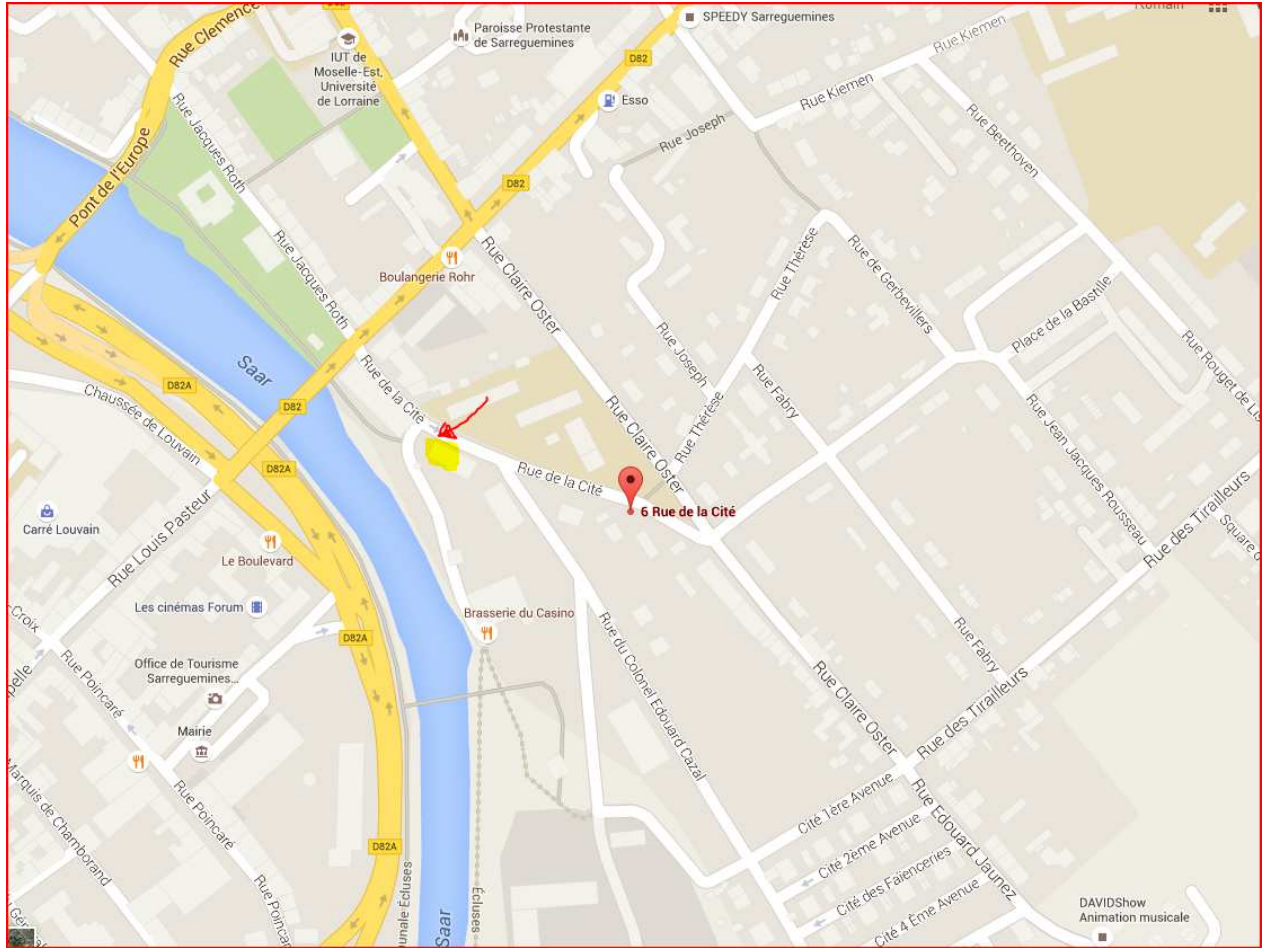 Rue Clemence
D82
IUT de
Moselle-Est,
Université
de Lorraine
Paroisse Protestante
de Sarreguemines
SPEEDY Sarreguemines
Romain
Rue Kiemen
D82
Esso
Rue Kiemen
Rue Joseph
Rue Beethoven
Rue Jacques Roth
Pont de l'Europe
D82
Rue Jacques Roth
Boulangerie Rohr
Rue Claire Oster
Rue Thérèse
Rue de Gerbevillers
Place de la Bastille
Rue Joseph
Rue Fabry
Saar
D82A
D82
Chaussée de Louvain
Rue de la Cité
Rue Claire Oster
Rue Thérèse
Rue Jean Jacques Rousseau
D82A
Rue de la Cité
6 Rue de la Cité
Rue des Tirailleurs
Carré Louvain
Rue Louis Pasteur
Le Boulevard
Les cinémas Forum
D82A
Brasserie du Casino
Office de Tourisme
Sarreguemines...
Mairie
Rue Poincaré
Rue du Colonel Edouard Cazal
Rue Claire Oster
Rue Fabry
Rue des Tirailleurs
Rue Poincaré
Marquis de Chamborand
Cité 1ère Avenue
Rue Edouard Jaunez
Cité 2ème Avenue
D82A
Cité des Faïenceries
Cité 4 Ème Avenue
Rue Poincaré
Écluses
Saar
DAVIDShow
Animation musicale